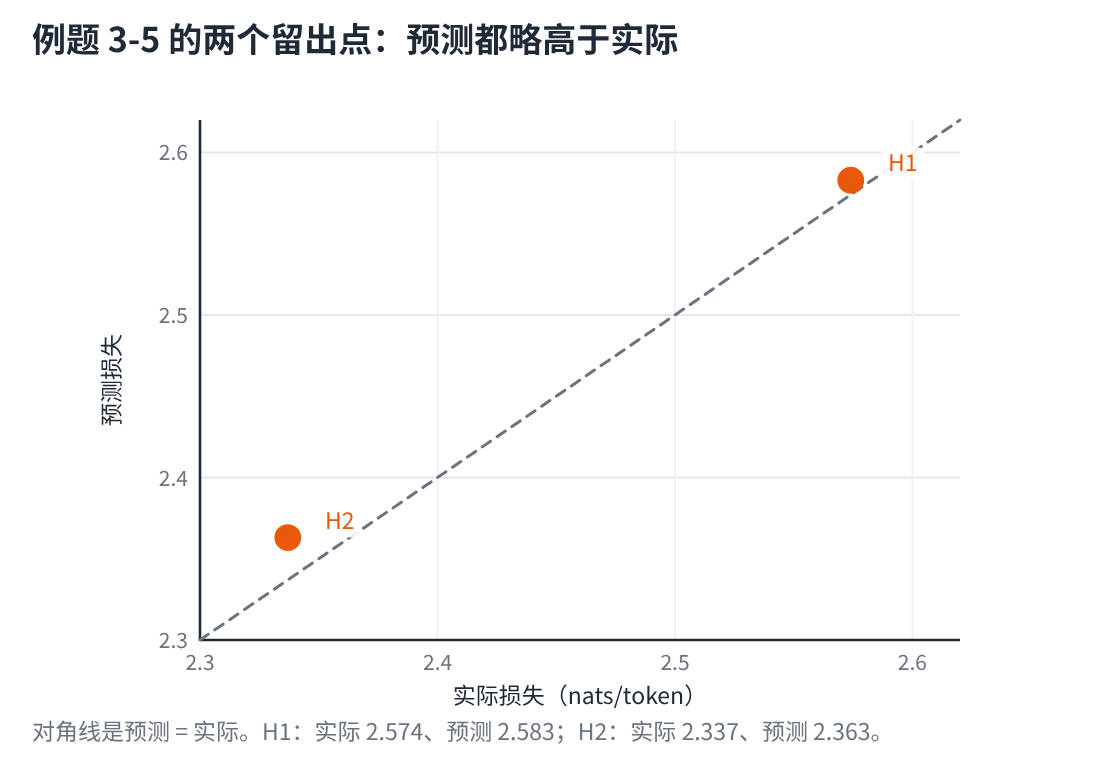 例题 3-5 的两个留出点：预测都略高于实际
2.6
H1
2.5
预测损失
2.4
H2
2.3
2.3
2.4
2.5
2.6
实际损失（nats/token）
对角线是预测 = 实际。H1：实际 2.574、预测 2.583；H2：实际 2.337、预测 2.363。